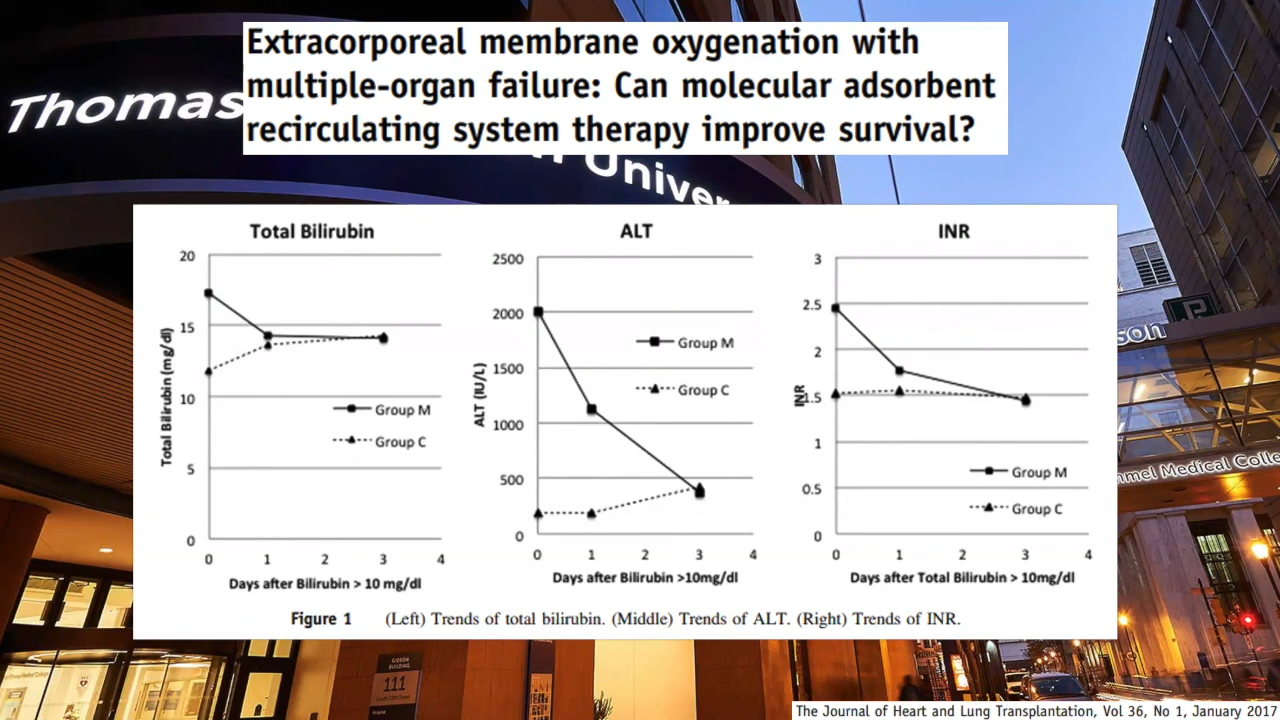 Extracorporeal membrane oxygenation with
multiple-organ failure: Can molecular adsorbent
recirculating system therapy improve survival?
Thomas
Univer
Total Bilirubin
20
15
10
5
0
Total Bilirubin (mg/dl)
Group M
Group C
0 1 2 3 4
Days after Bilirubin > 10 mg/dl
ALT
2500
2000
1500
1000
500
0
ALT (IU/L)
Group M
Group C
0 1 2 3 4
Days after Bilirubin >10mg/dl
INR
3
2.5
2
1.5
1
0.5
0
INR
Group M
Group C
0 1 2 3 4
Days after Total Bilirubin > 10mg/dl
Figure 1 (Left) Trends of total bilirubin. (Middle) Trends of ALT. (Right) Trends of INR.
P
son
mmel Medical Colle
GIBBON
BUILDING
111
The Journal of Heart and Lung Transplantation, Vol 36, No 1, January 2017